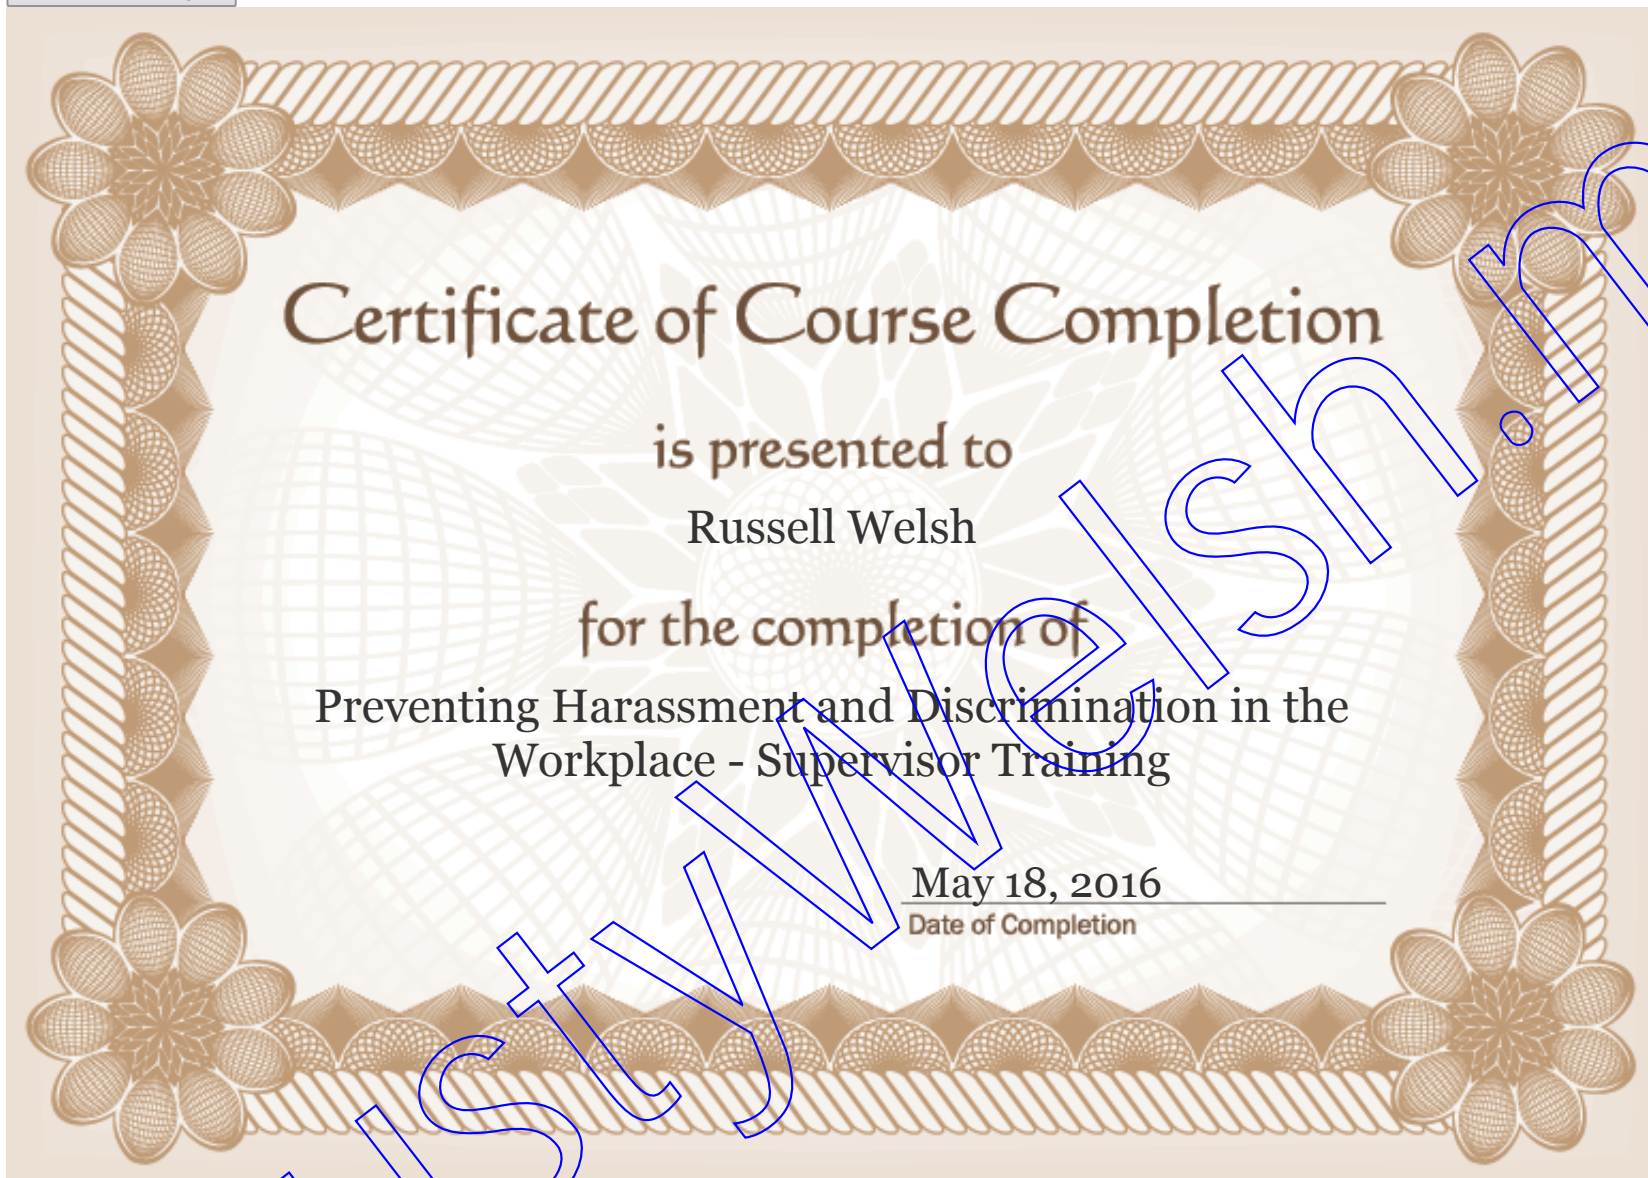 Certificate of Course Completion
is presented to
Russell Welsh
for the completion of
Preventing Harassment and Discrimination in the
Workplace - Supervisor Training
May 18, 2016
Date of Completion
ustyWelsh.m